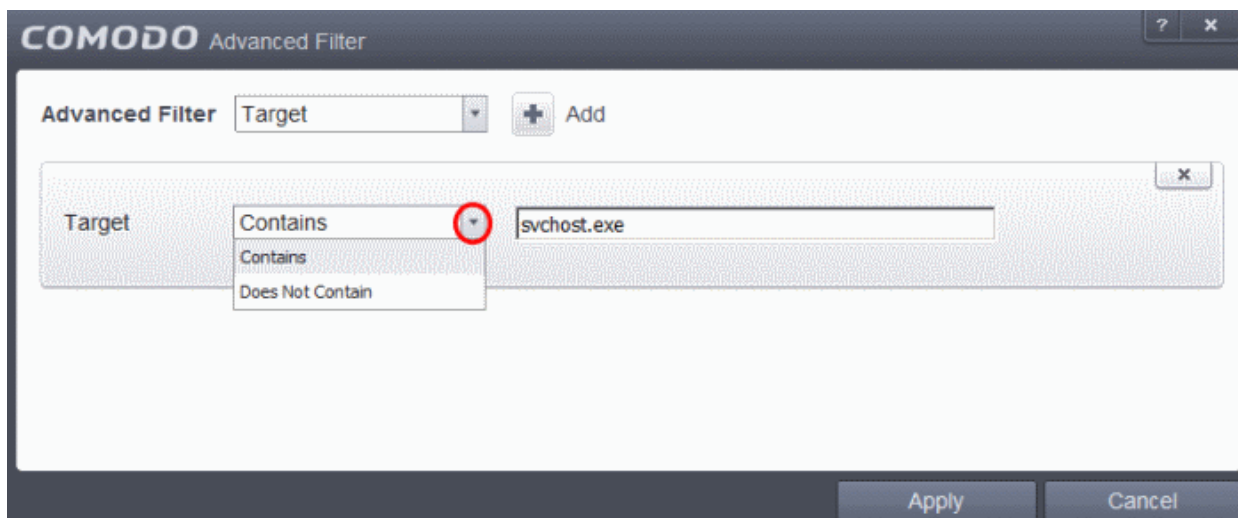 COMODO Advanced Filter ? x
Advanced Filter Target + Add
x
Target Contains svchost.exe
Contains
Does Not Contain
Apply Cancel